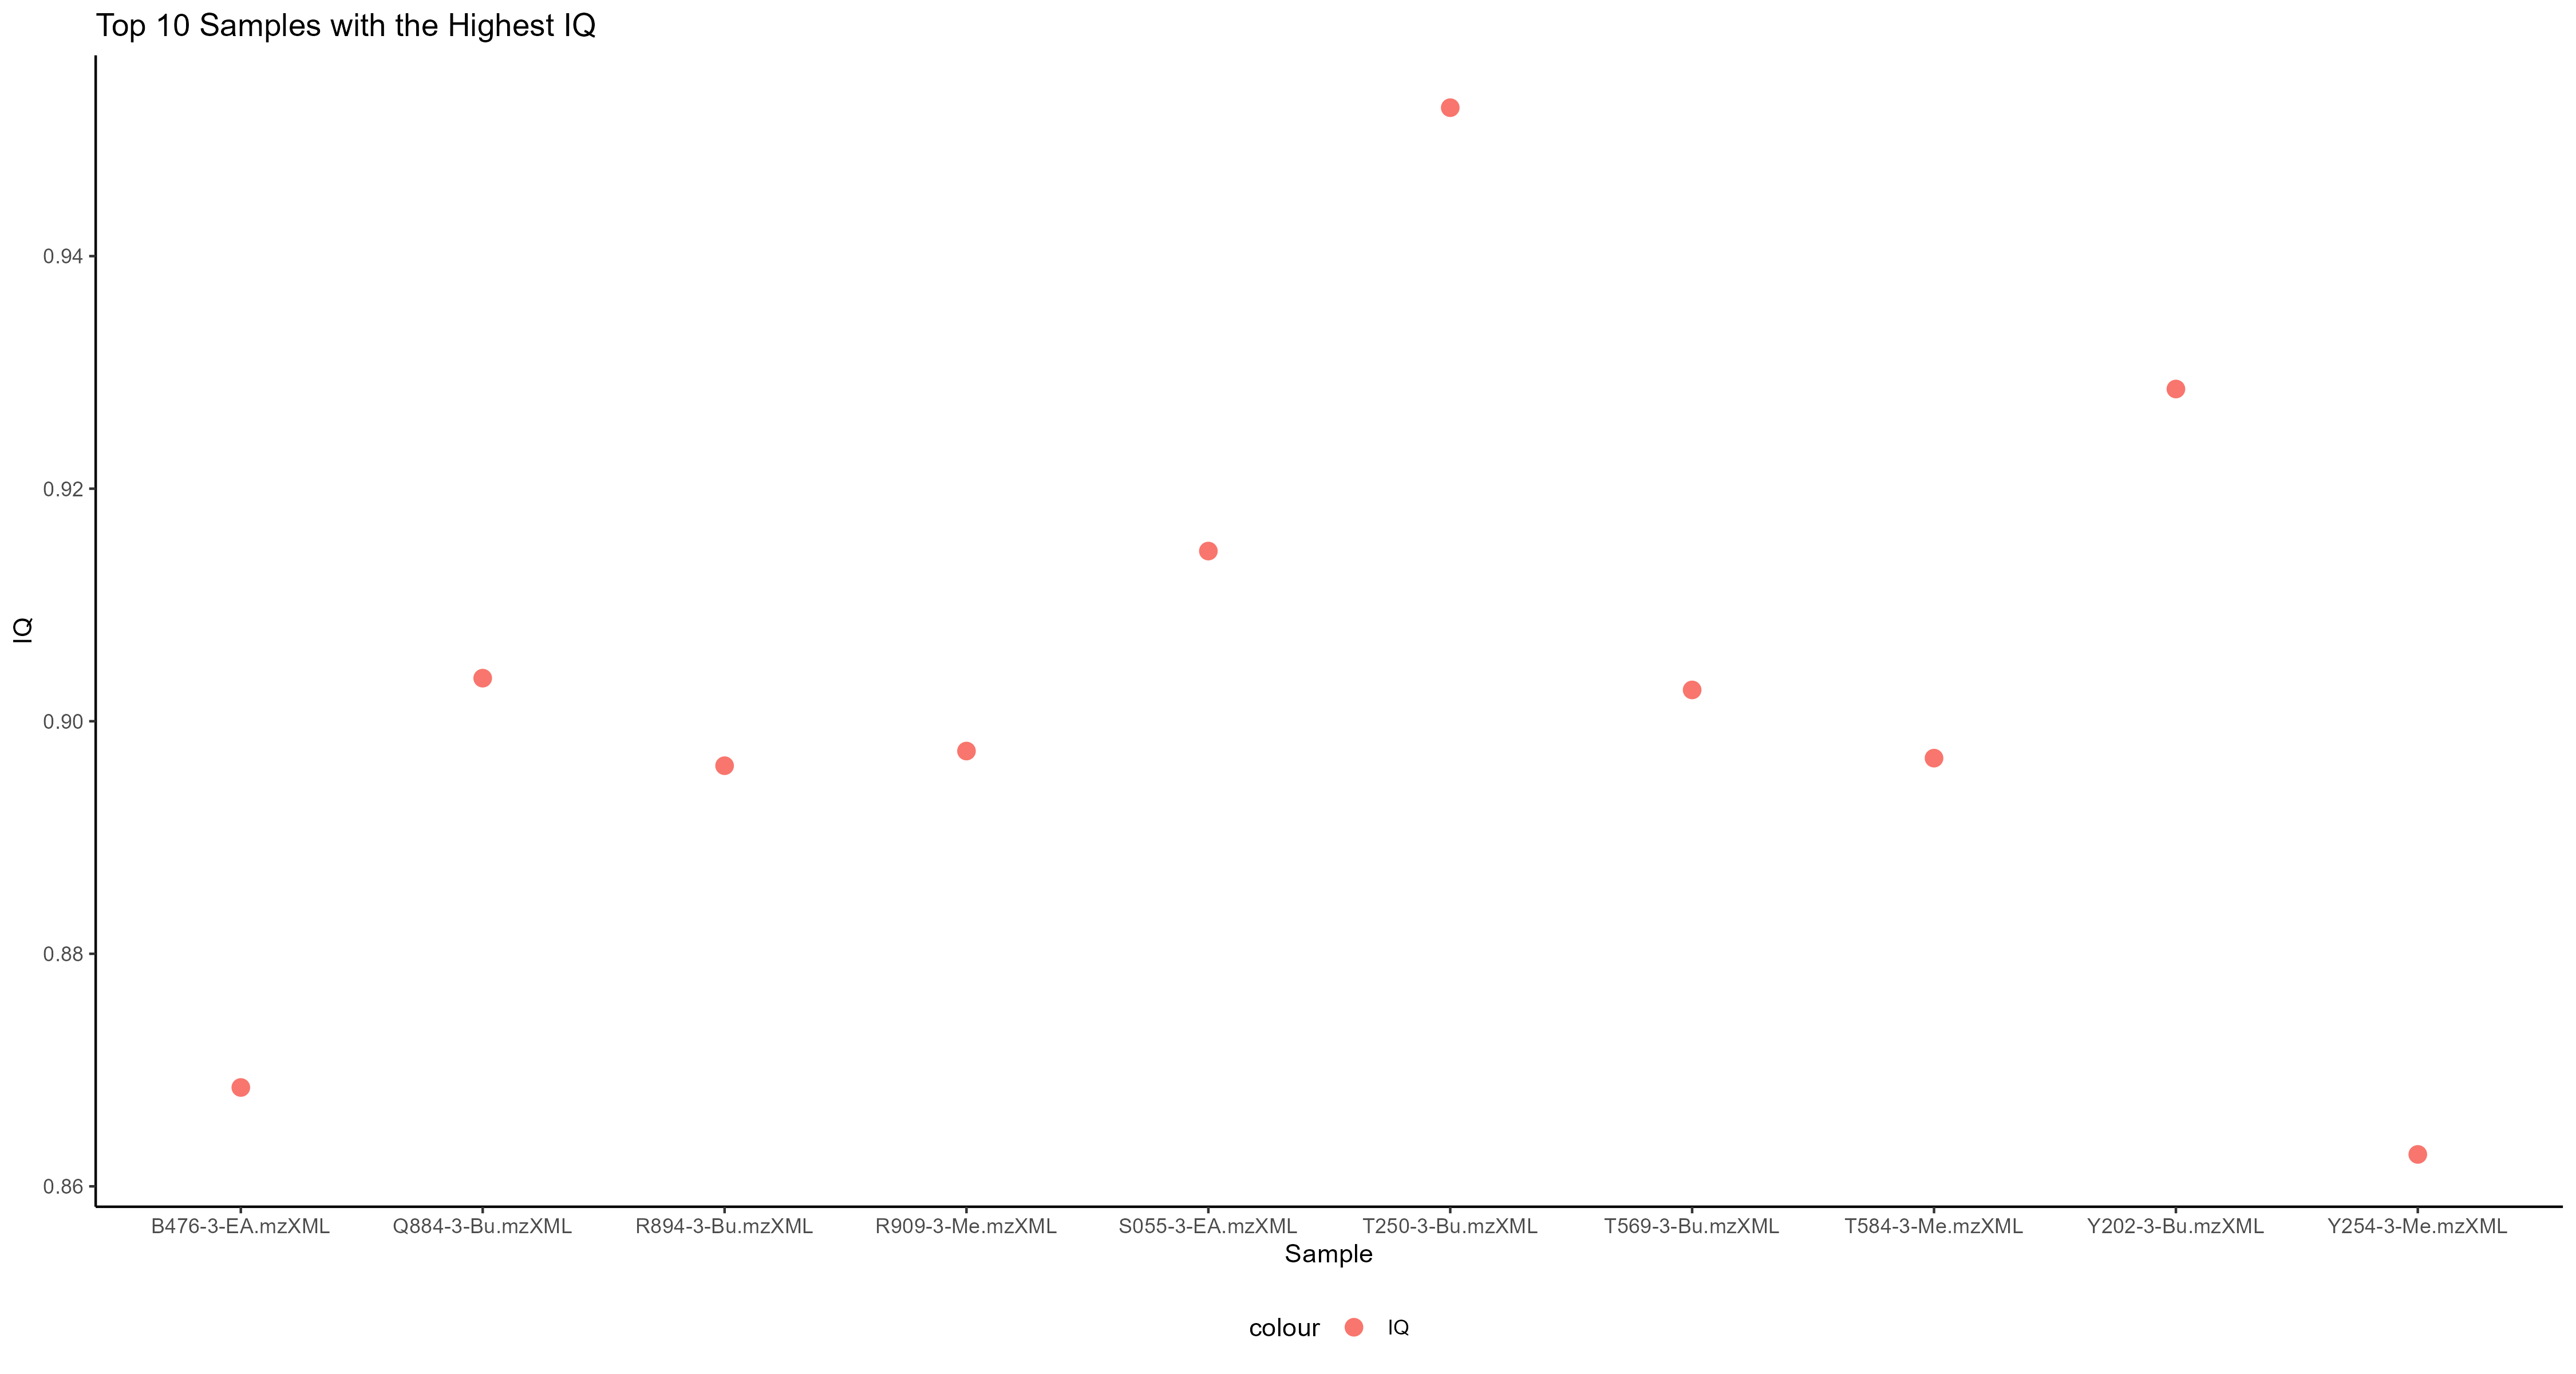 Top 10 Samples with the Highest IQ
IQ
0.94
0.92
0.90
0.88
0.86
B476-3-EA.mzXML Q884-3-Bu.mzXML R894-3-Bu.mzXML R909-3-Me.mzXML S055-3-EA.mzXML T250-3-Bu.mzXML T569-3-Bu.mzXML T584-3-Me.mzXML Y202-3-Bu.mzXML Y254-3-Me.mzXML
Sample
colour IQ